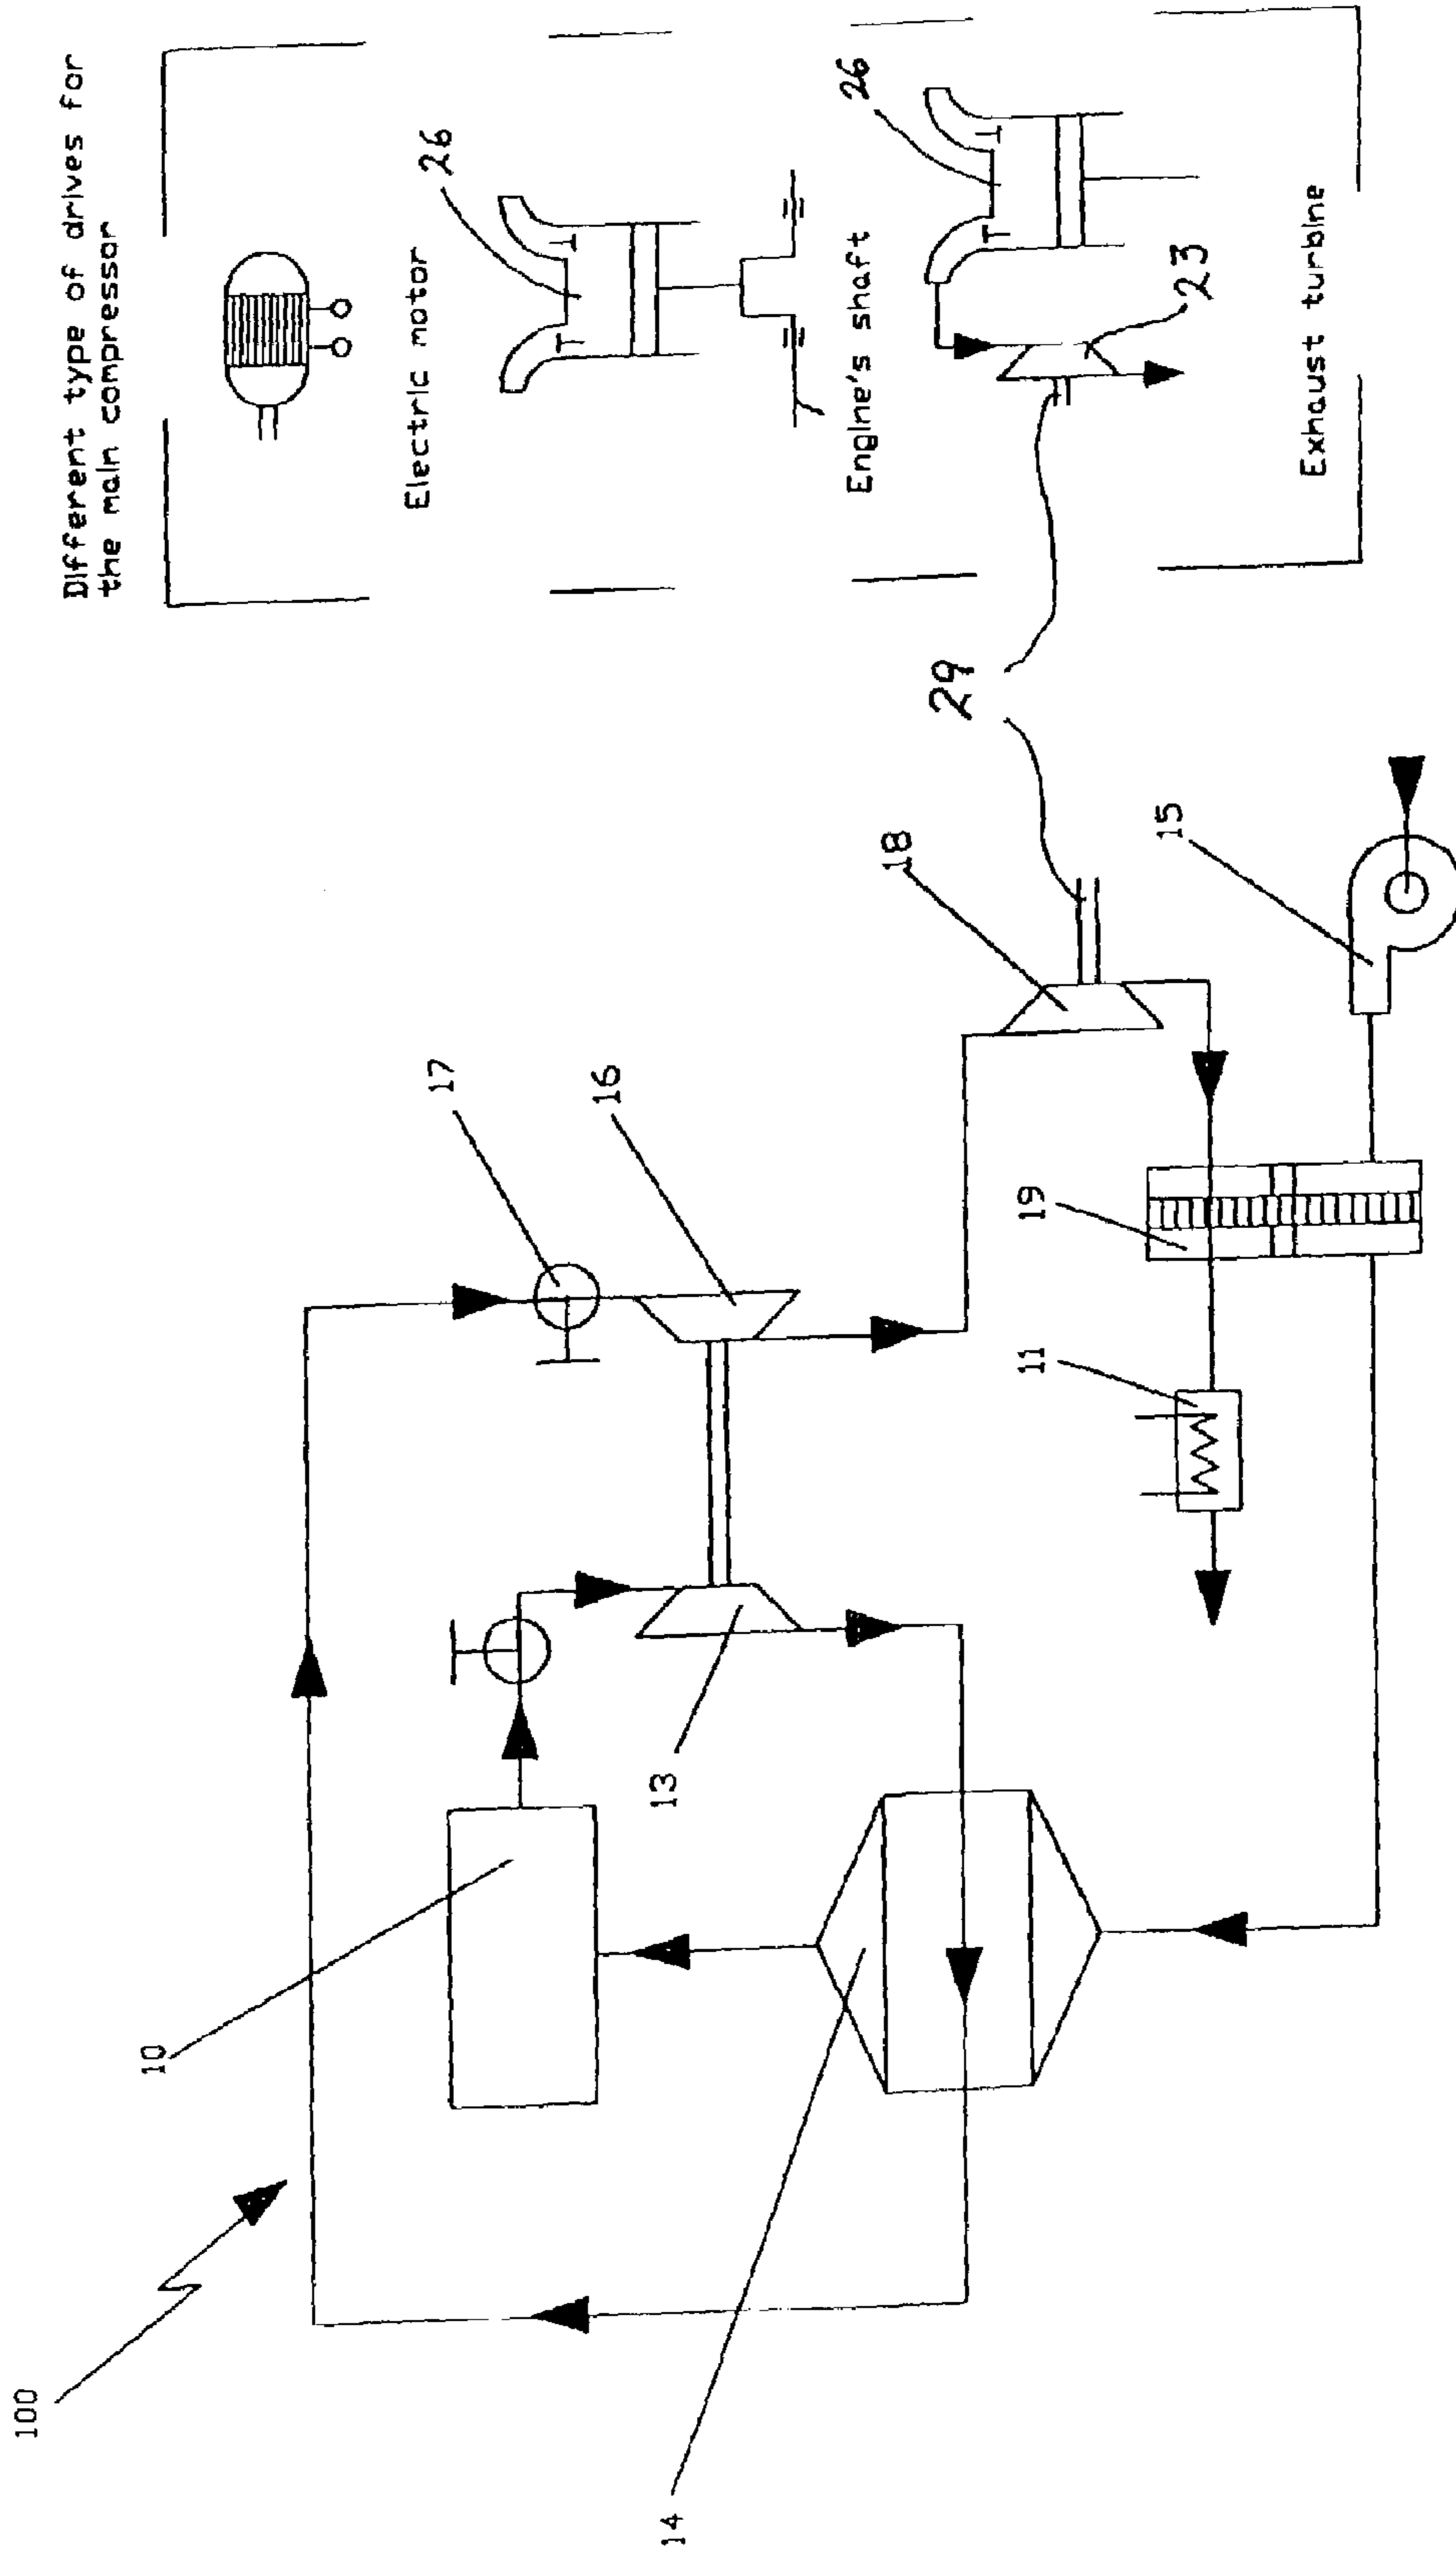 Different type of drives for
the main compressor
Electric motor
26
Engine's shaft
26
23
Exhaust turbine
29
18
15
17
16
19
11
13
10
14
100